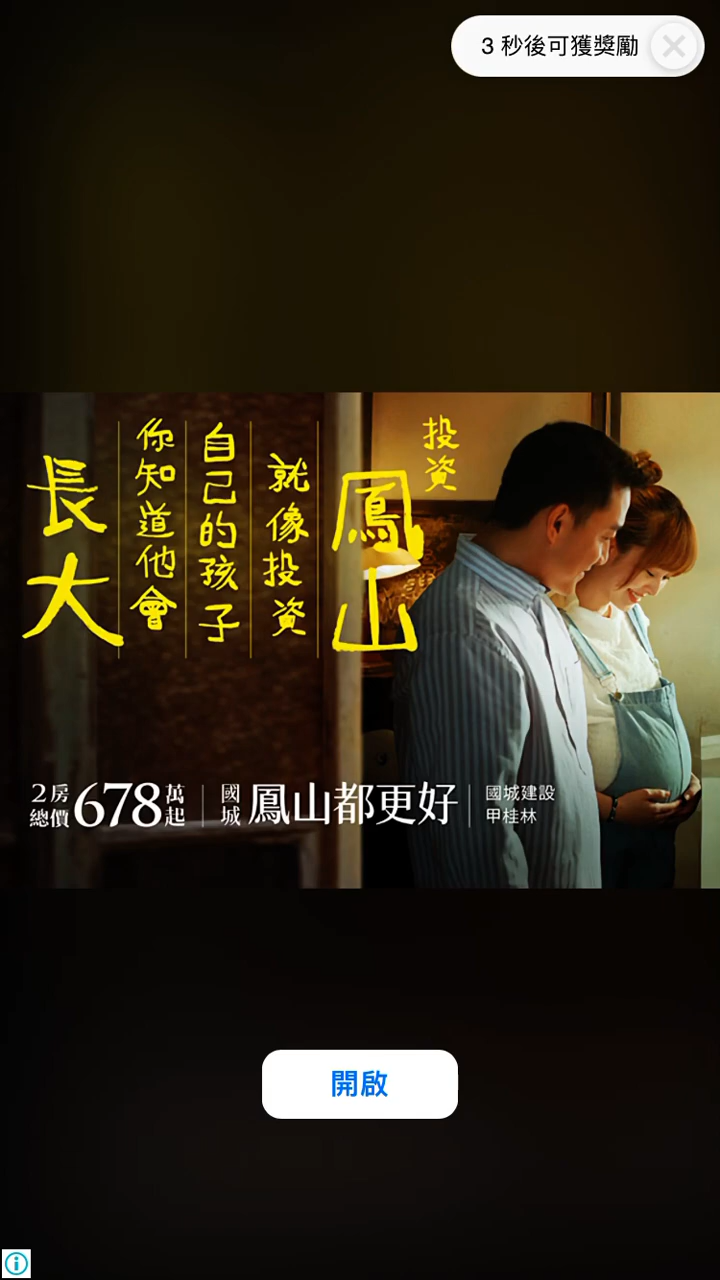 3 秒後可獲獎勵
投資
鳳山
就像投資
自己的孩子
你知道他會
長大
2房
總價
678
萬
起
國
城
鳳山都更好
國城建設
甲桂林
開啟